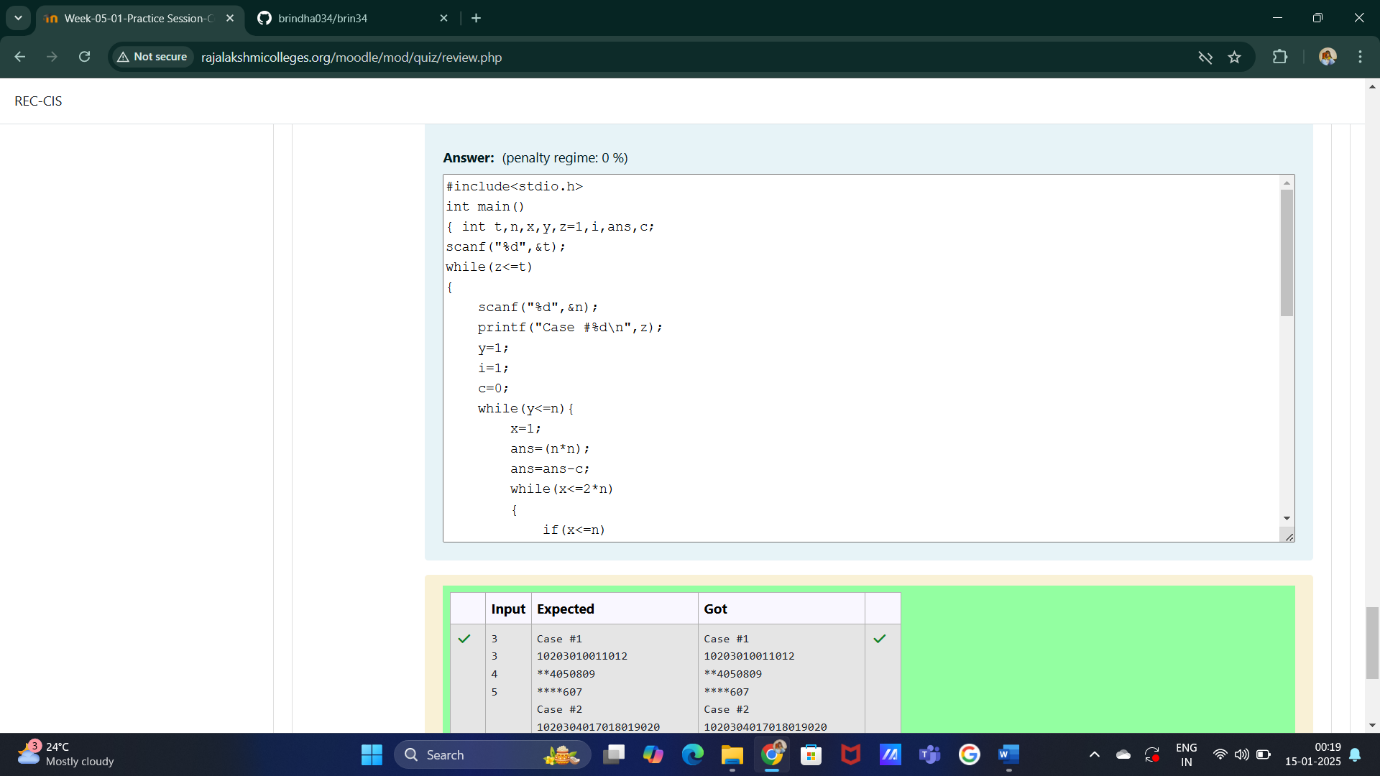 Week-05-01-Practice Session-C
brindha034/brin34
Not secure
rajalakshmicolleges.org/moodle/mod/quiz/review.php
REC-CIS
Answer: (penalty regime: 0 %)
#include<stdio.h>
int main()
{ int t,n,x,y,z=1,i,ans,c;
scanf("%d",&t);
while(z<=t)
{
scanf("%d",&n);
printf("Case #%d\n",z);
y=1;
i=1;
c=0;
while(y<=n){
x=1;
ans=(n*n);
ans=ans-c;
while(x<=2*n)
{
if(x<=n)
Input Expected Got
3 Case #1 Case #1
3 10203010011012 10203010011012
4 **4050809 **4050809
5 ****607 ****607
Case #2 Case #2
1020304017018019020 1020304017018019020
3
24°C
Mostly cloudy
Search
W
ENG
IN
00:19
15-01-2025